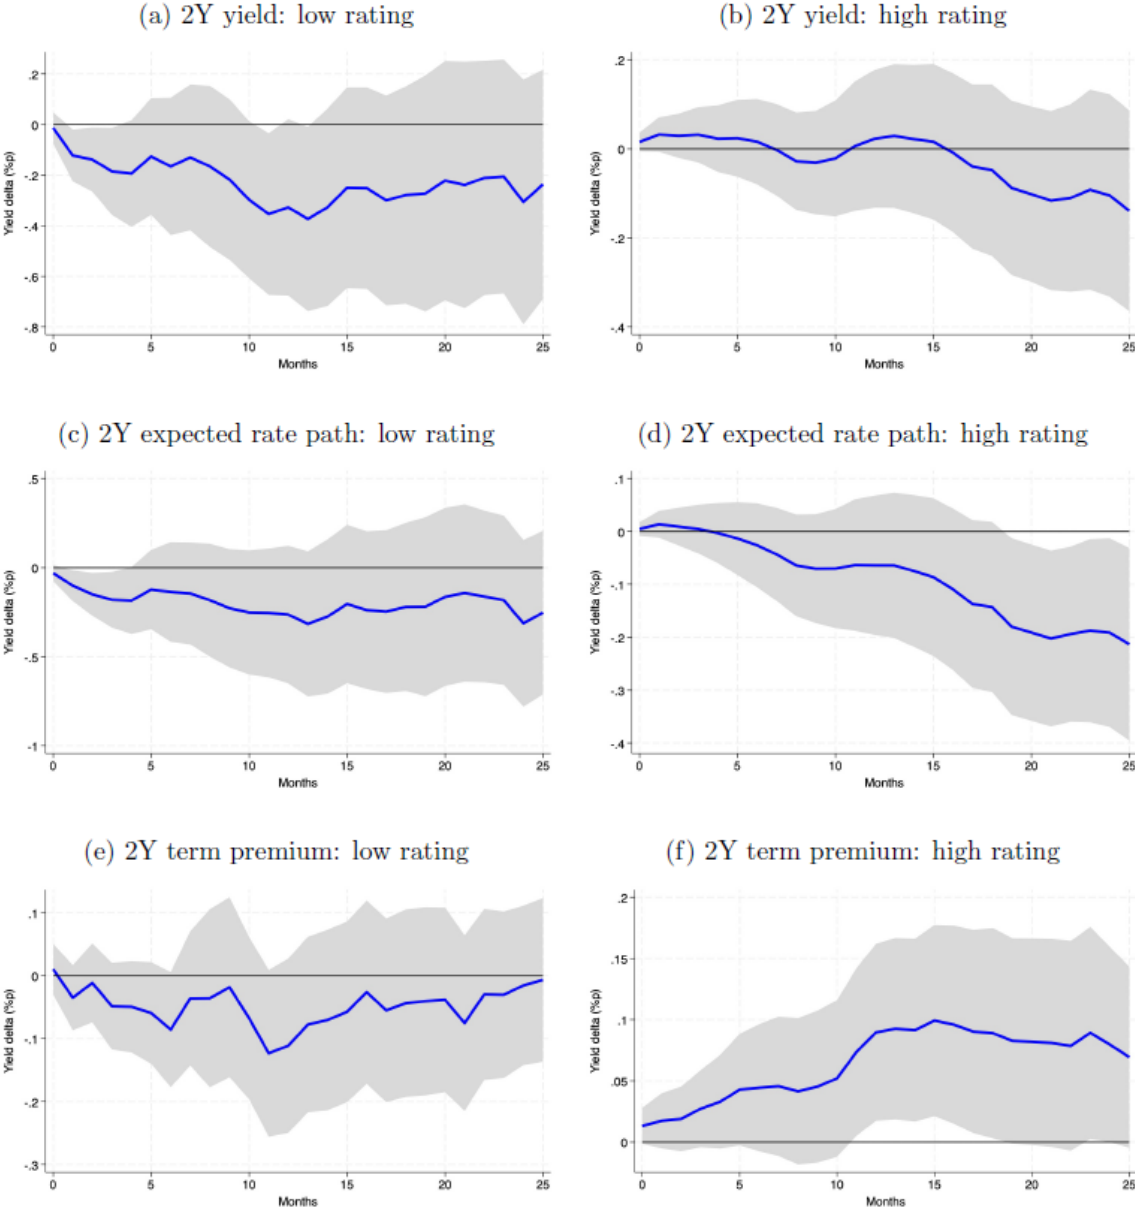 (a) 2Y yield: low rating
.2
0
-.2
-.4
-.6
-.8
Yield delta (%p)
0 5 10 15 20 25
Months
(b) 2Y yield: high rating
.2
0
-.2
-.4
Yield delta (%p)
0 5 10 15 20 25
Months
(c) 2Y expected rate path: low rating
.5
0
-.5
-1
Yield delta (%p)
0 5 10 15 20 25
Months
(d) 2Y expected rate path: high rating
.1
0
-.1
-.2
-.3
-.4
Yield delta (%p)
0 5 10 15 20 25
Months
(e) 2Y term premium: low rating
.1
0
-.1
-.2
-.3
Yield delta (%p)
0 5 10 15 20 25
Months
(f) 2Y term premium: high rating
.2
.15
.1
.05
0
Yield delta (%p)
0 5 10 15 20 25
Months